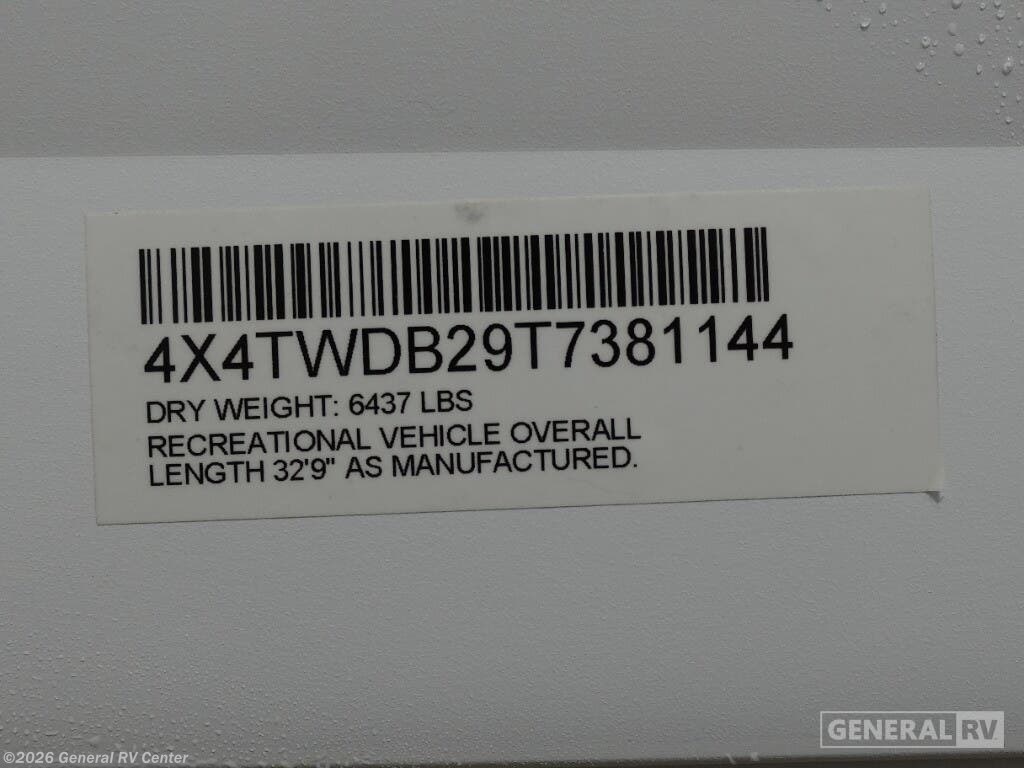 4X4TWDB29T7381144
DRY WEIGHT: 6437 LBS
RECREATIONAL VEHICLE OVERALL
LENGTH 32'9" AS MANUFACTURED.
GENERAL RV
©2026 General RV Center